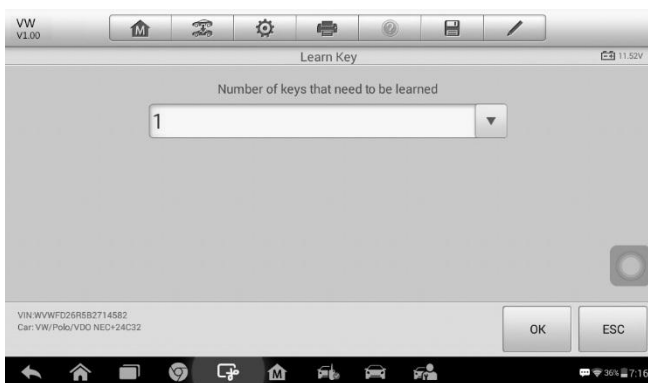 VW
V1.00
Learn Key
11.52V
Number of keys that need to be learned
1
VIN:WVWFD26R5B2714582
Car: VW/Polo/VDO NEC+24C32
OK
ESC
36% 7:16